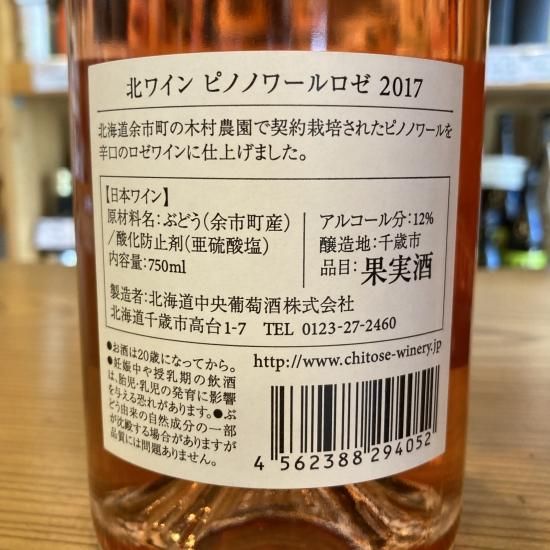 北ワイン ピノノワールロゼ 2017
北海道余市町の木村農園で契約栽培されたピノノワールを
辛口のロゼワインに仕上げました。
【日本ワイン】
原材料名:ぶどう(余市町産)
/酸化防止剤(亜硫酸塩)
内容量:750ml
アルコール分:12%
醸造地:千歳市
品目:果実酒
製造者:北海道中央葡萄酒株式会社
北海道千歳市高台1-7 TEL 0123-27-2460
●お酒は20歳になってから。
●妊娠中や授乳期の飲酒
は、胎児・乳児の発育に影響
を与える恐れがあります。●ぶ
どう由来の自然成分の一部
が沈殿する場合がありますが
品質には問題ありません。
http://www.chitose-winery.jp
4 562388 294052